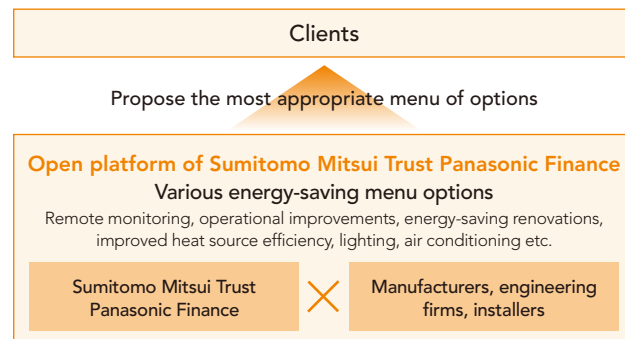 Clients
Propose the most appropriate menu of options
Open platform of Sumitomo Mitsui Trust Panasonic Finance
Various energy-saving menu options
Remote monitoring, operational improvements, energy-saving renovations,
improved heat source efficiency, lighting, air conditioning etc.
Sumitomo Mitsui Trust
Panasonic Finance
Manufacturers, engineering
firms, installers